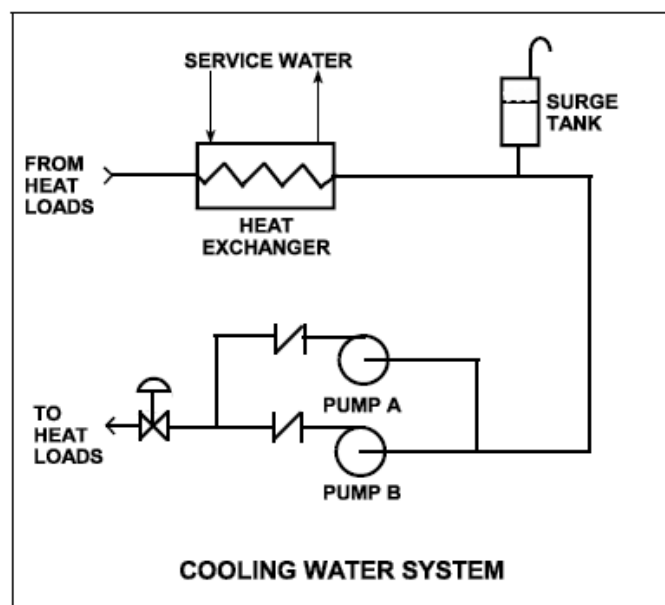 SERVICE WATER
SURGE
TANK
FROM
HEAT
LOADS
HEAT
EXCHANGER
PUMP A
TO
HEAT
LOADS
PUMP B
COOLING WATER SYSTEM